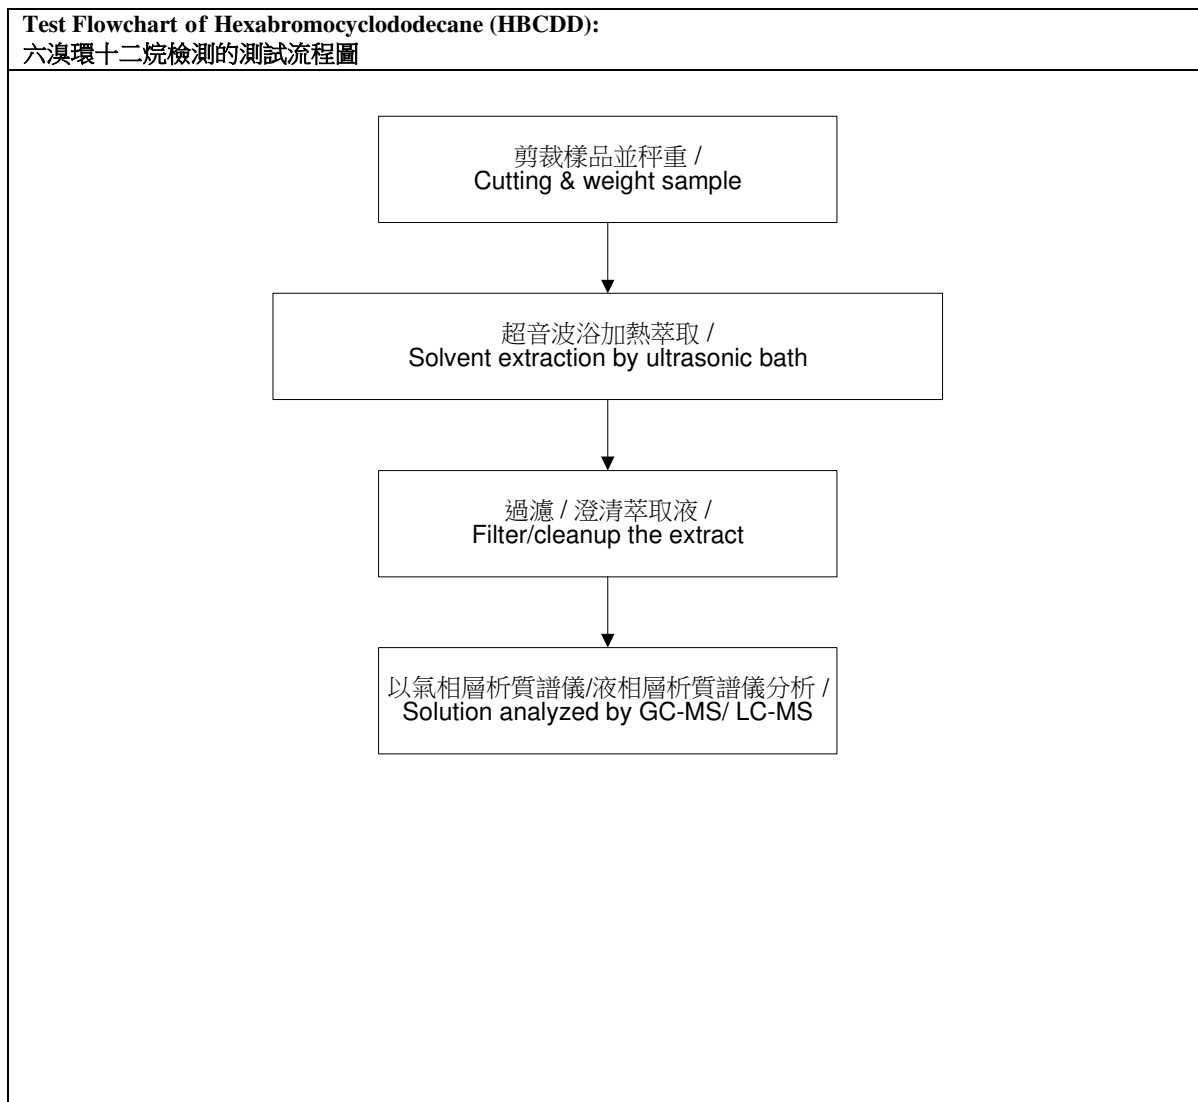 Test Flowchart of Hexabromocyclododecane (HBCDD):
六溴環十二烷檢測的測試流程圖
剪裁樣品並秤重 /
Cutting & weight sample
超音波浴加熱萃取 /
Solvent extraction by ultrasonic bath
過濾 / 澄清萃取液 /
Filter/cleanup the extract
以氣相層析質譜儀/液相層析質譜儀分析 /
Solution analyzed by GC-MS/ LC-MS